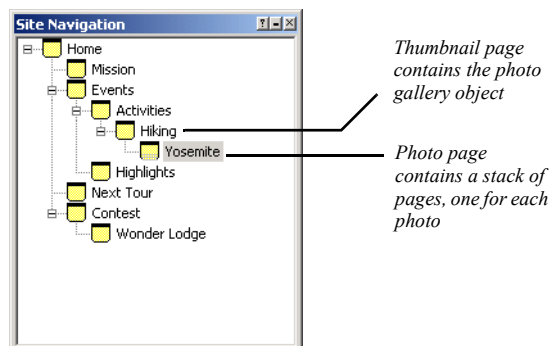 Site Navigation
Home
Mission
Events
Activities
Hiking
Yosemite
Highlights
Next Tour
Contest
Wonder Lodge
Thumbnail page
contains the photo
gallery object
Photo page
contains a stack of
pages, one for each
photo